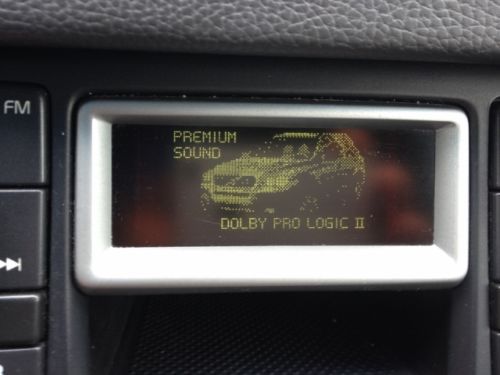 FM
PREMIUM
SOUND
DOLBY PRO LOGIC II